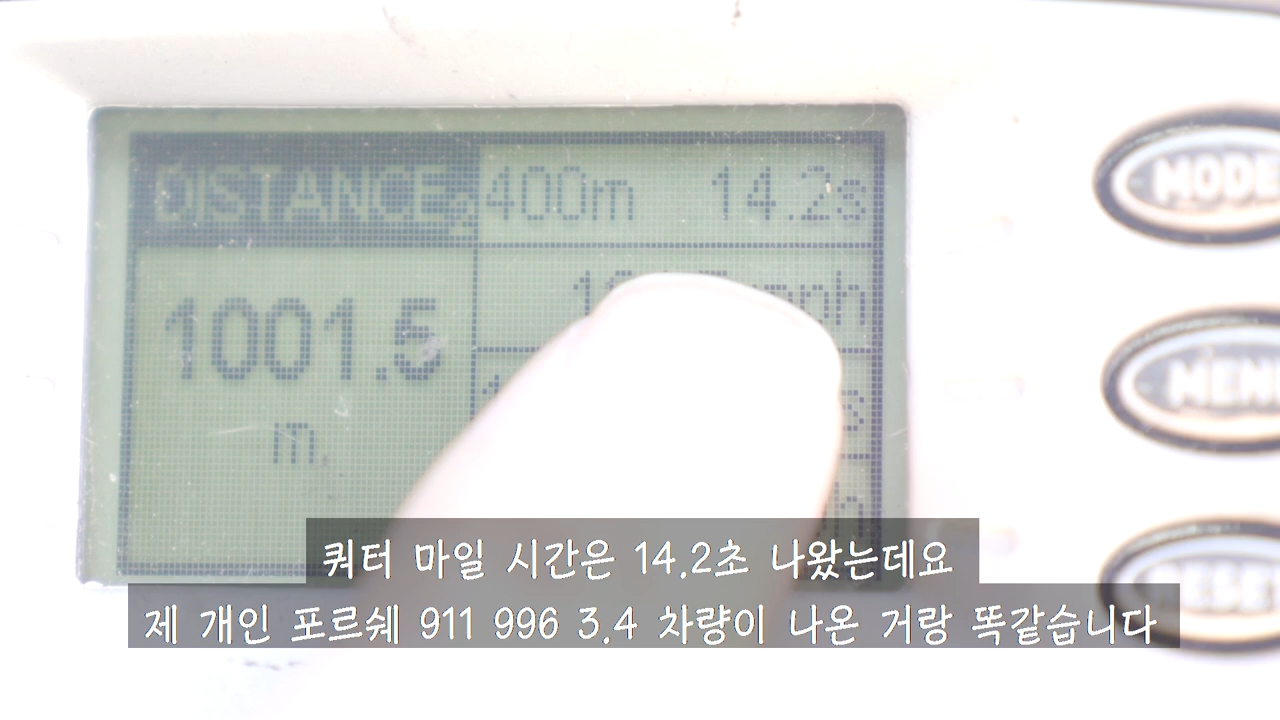 DISTANCE 2
400m 14.2s
1001.5
m
MODE
퀴터 마일 시간은 14.2초 나왔는데요
제 개인 포르쉐 911 996 3.4 차량이 나온 거랑 똑같습니다